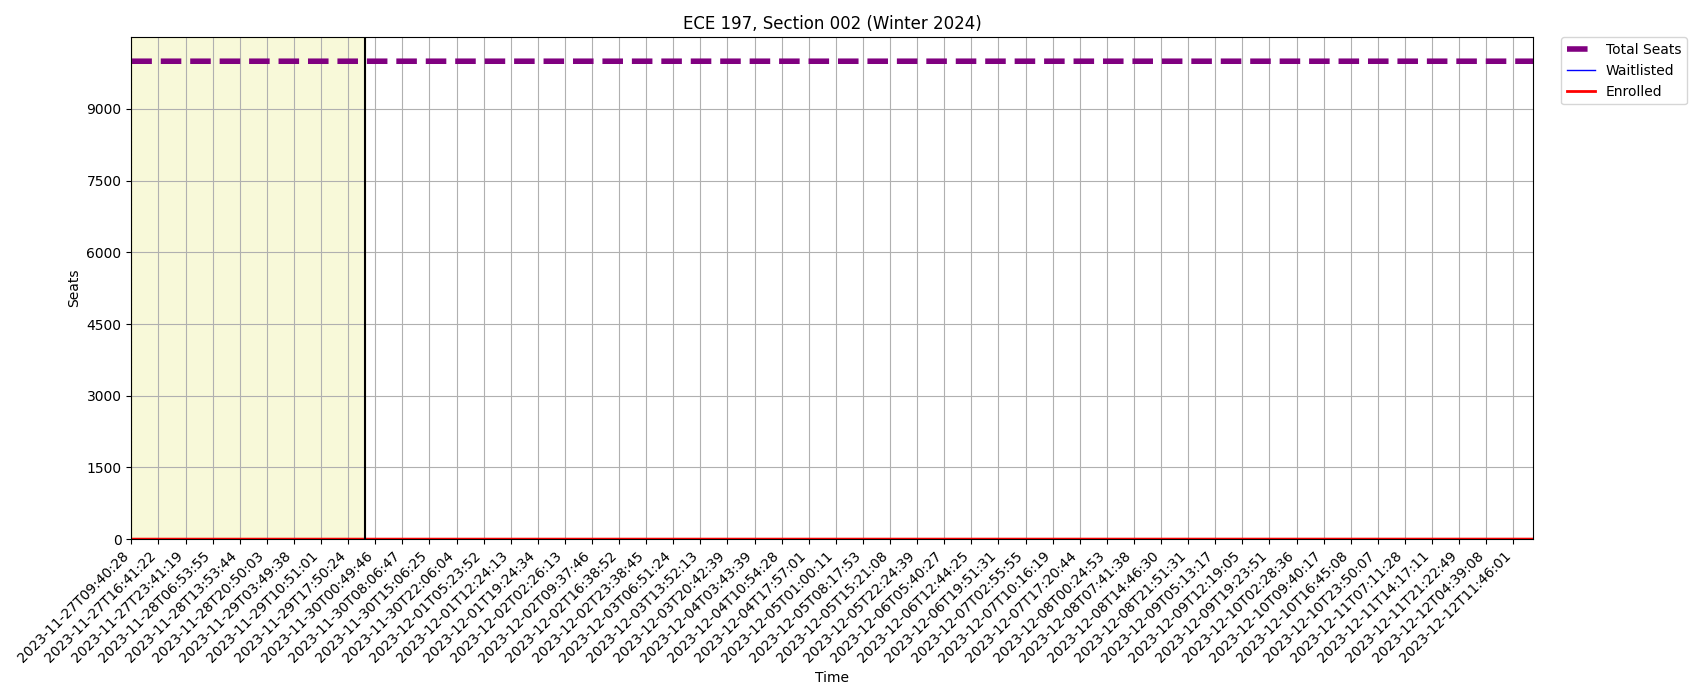 ECE 197, Section 002 (Winter 2024)
Total Seats
Waitlisted
Enrolled
Seats
9000
7500
6000
4500
3000
1500
0
2023-11-27T09:40:28
2023-11-27T16:41:22
2023-11-27T23:41:19
2023-11-28T06:53:55
2023-11-28T13:53:44
2023-11-28T20:50:03
2023-11-29T03:49:38
2023-11-29T10:51:01
2023-11-29T17:50:24
2023-11-30T00:49:46
2023-11-30T08:06:47
2023-11-30T15:06:25
2023-11-30T22:06:04
2023-12-01T05:23:52
2023-12-01T12:24:13
2023-12-01T19:24:34
2023-12-02T02:26:13
2023-12-02T09:37:46
2023-12-02T16:38:52
2023-12-02T23:38:45
2023-12-03T06:51:24
2023-12-03T13:52:13
2023-12-03T20:42:39
2023-12-04T03:43:39
2023-12-04T10:54:28
2023-12-04T17:57:01
2023-12-05T01:00:11
2023-12-05T08:17:53
2023-12-05T15:21:08
2023-12-05T22:24:39
2023-12-06T05:40:27
2023-12-06T12:44:25
2023-12-06T19:51:31
2023-12-07T02:55:55
2023-12-07T10:16:19
2023-12-07T17:20:44
2023-12-08T00:24:53
2023-12-08T07:41:38
2023-12-08T14:46:30
2023-12-08T21:51:31
2023-12-09T05:13:17
2023-12-09T12:19:05
2023-12-09T19:23:51
2023-12-10T02:28:36
2023-12-10T09:40:17
2023-12-10T16:45:08
2023-12-10T23:50:07
2023-12-11T07:11:28
2023-12-11T14:17:11
2023-12-11T21:22:49
2023-12-12T04:39:08
2023-12-12T11:46:01
Time